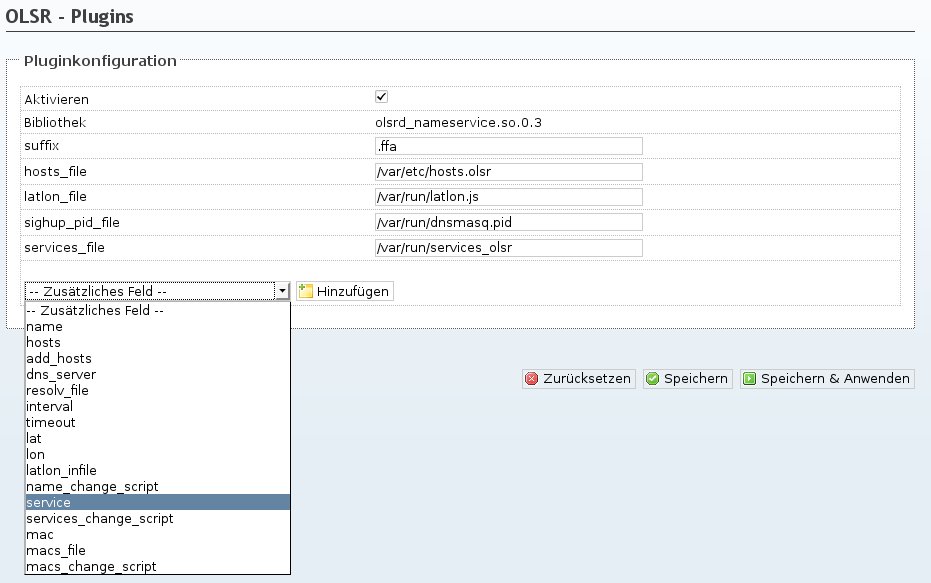 OLSR - Plugins
Pluginkonfiguration
Aktivieren
Bibliothek olsrd_nameservice.so.0.3
suffix .ffa
hosts_file /var/etc/hosts.olsr
latlon_file /var/run/latlon.js
sighup_pid_file /var/run/dnsmasq.pid
services_file /var/run/services_olsr
-- Zusätzliches Feld -- Hinzufügen
-- Zusätzliches Feld --
name
hosts
add_hosts
dns_server
resolv_file
interval
timeout
lat
lon
latlon_infile
name_change_script
service
services_change_script
mac
macs_file
macs_change_script
Zurücksetzen Speichern Speichern & Anwenden